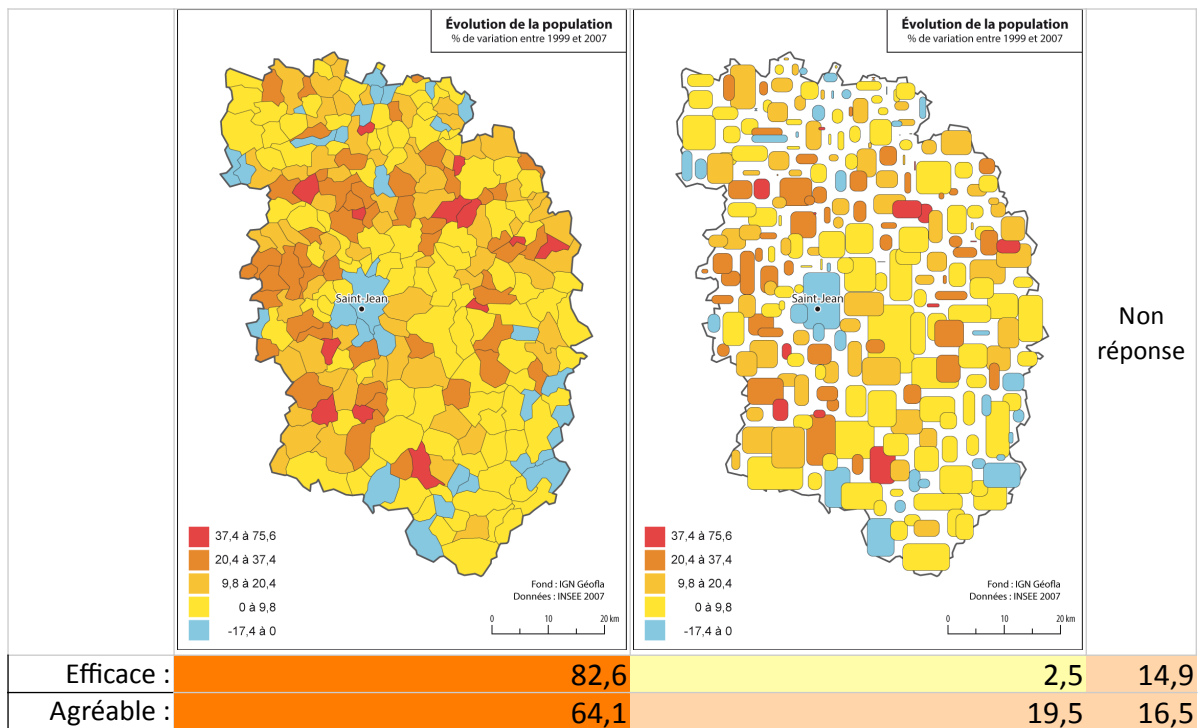 Évolution de la population
% de variation entre 1999 et 2007
Saint-Jean
37,4 à 75,6
20,4 à 37,4
9,8 à 20,4
0 à 9,8
-17,4 à 0
Fond : IGN Géofla
Données : INSEE 2007
0 10 20 km
Évolution de la population
% de variation entre 1999 et 2007
Saint-Jean
37,4 à 75,6
20,4 à 37,4
9,8 à 20,4
0 à 9,8
-17,4 à 0
Fond : IGN Géofla
Données : INSEE 2007
0 10 20 km
Non
réponse
Efficace : 82,6 2,5 14,9
Agréable : 64,1 19,5 16,5